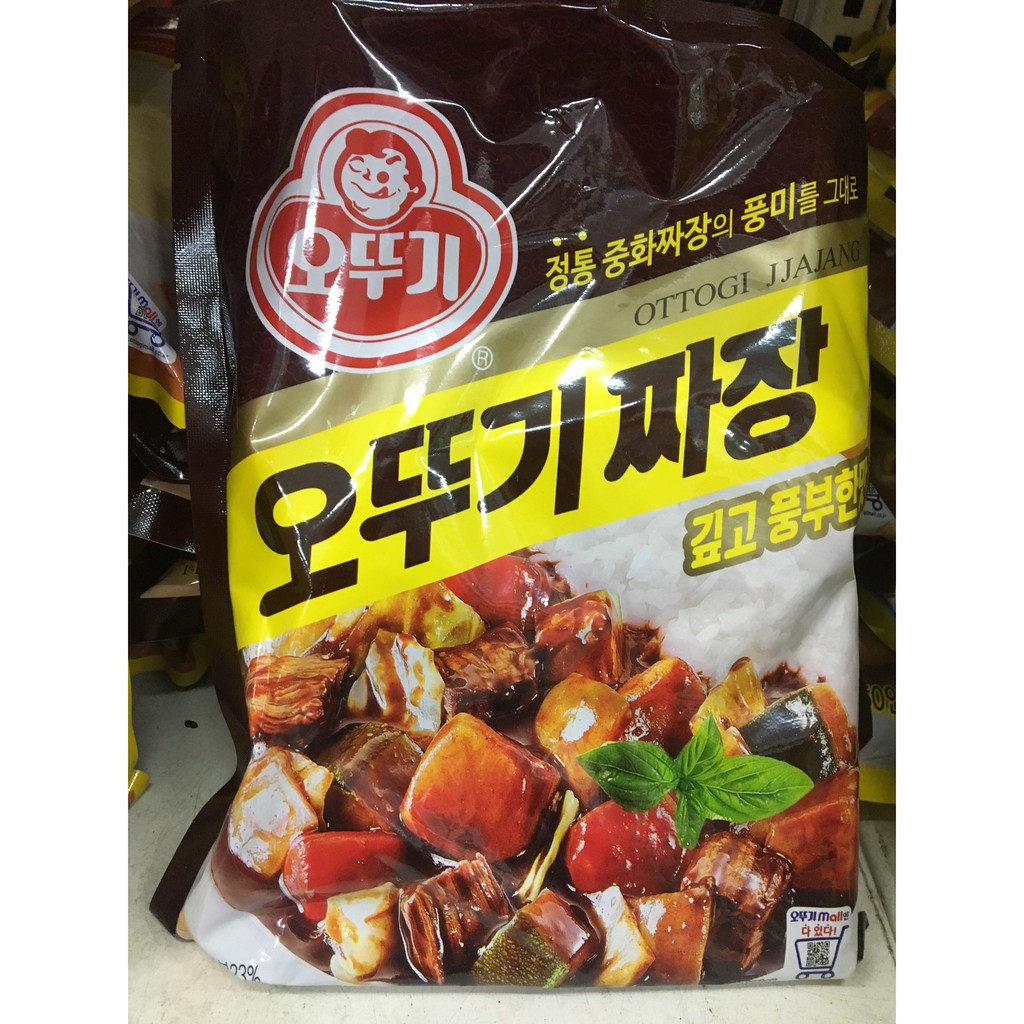 오뚜기
®
정통 중화짜장의 풍미를 그대로
OTTOGI JJAJANG
오뚜기 짜장
깊고 풍부한
오뚜기mall엔
다 있다!
23%